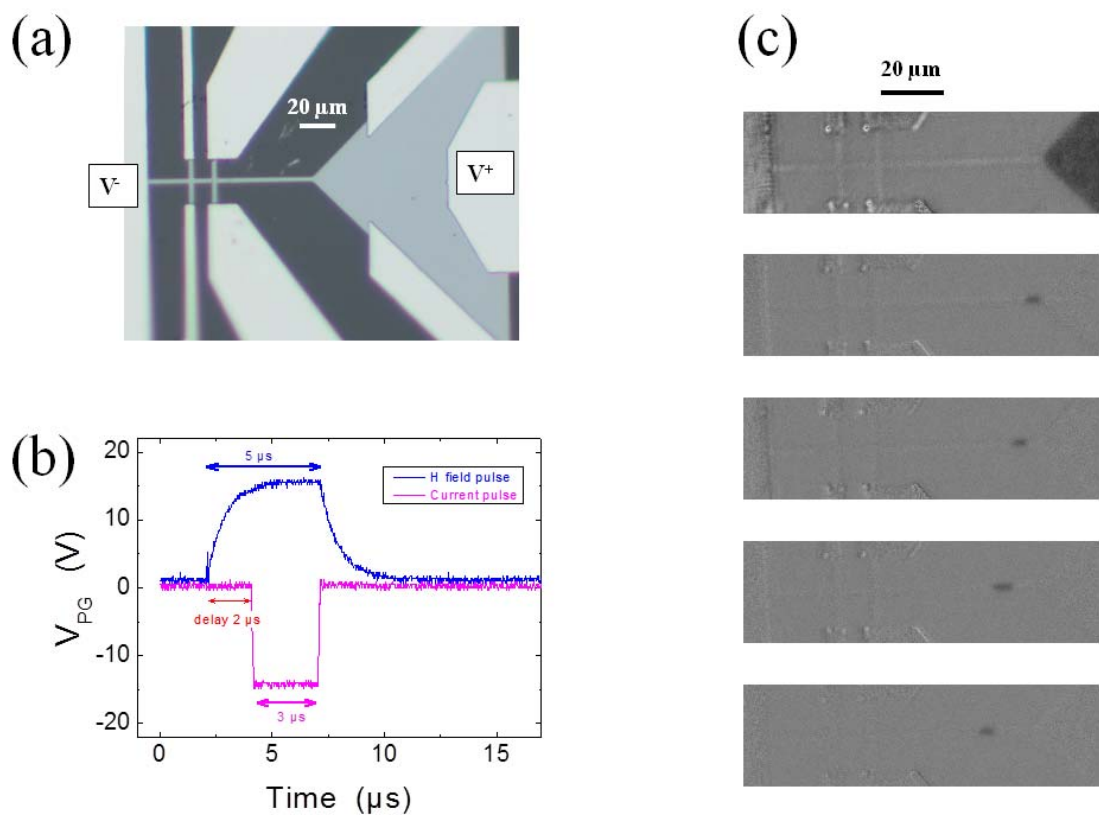 (a)
20 µm
V-
V+
(b)
20
10
0
-10
-20
V_PG (V)
5 µs
H field pulse
Current pulse
delay 2 µs
3 µs
0
5
10
15
Time (µs)
(c)
20 µm